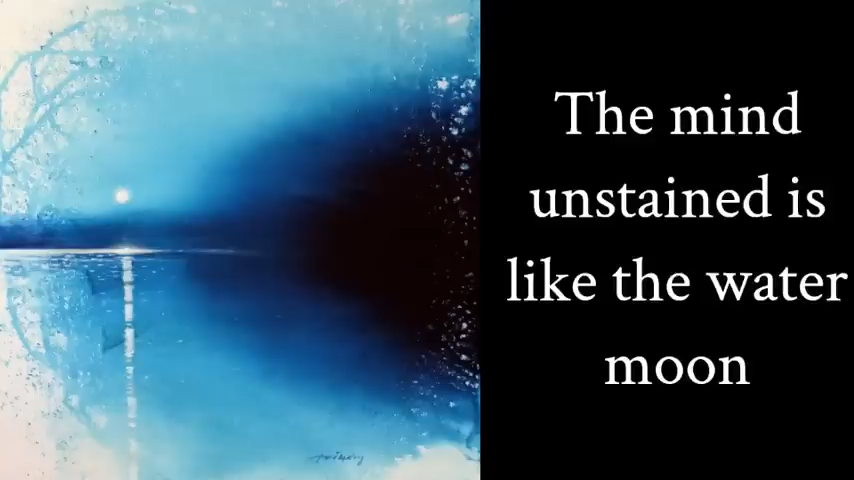 The mind
unstained is
like the water
moon